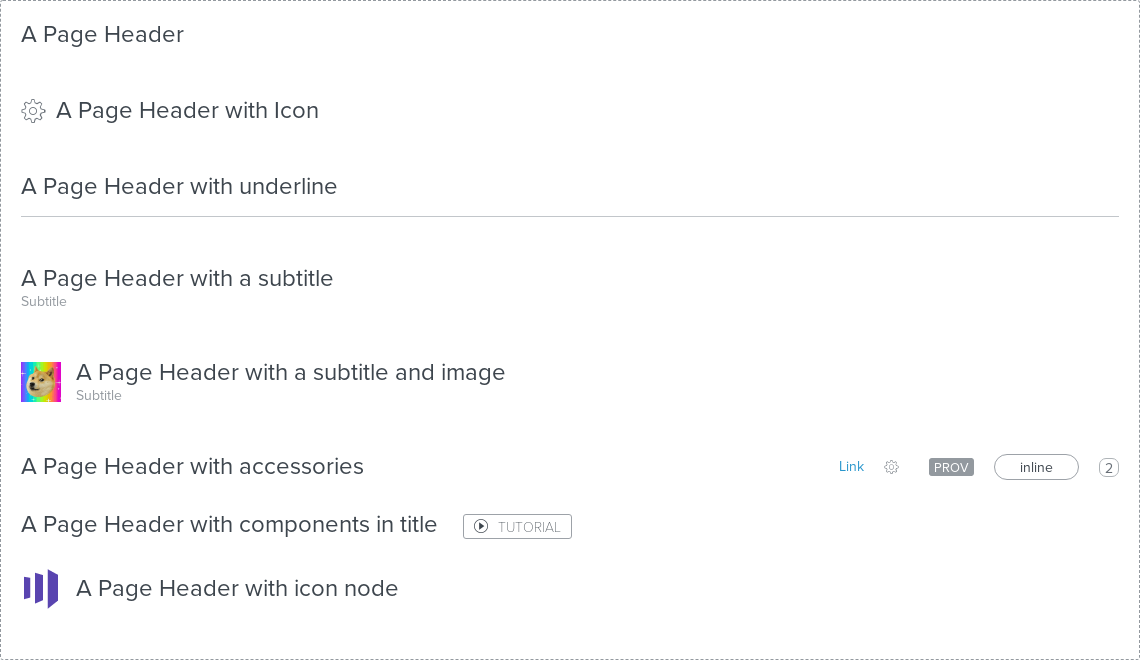 A Page Header
A Page Header with Icon
A Page Header with underline
A Page Header with a subtitle
Subtitle
A Page Header with a subtitle and image
Subtitle
A Page Header with accessories Link PROV inline 2
A Page Header with components in title TUTORIAL
A Page Header with icon node